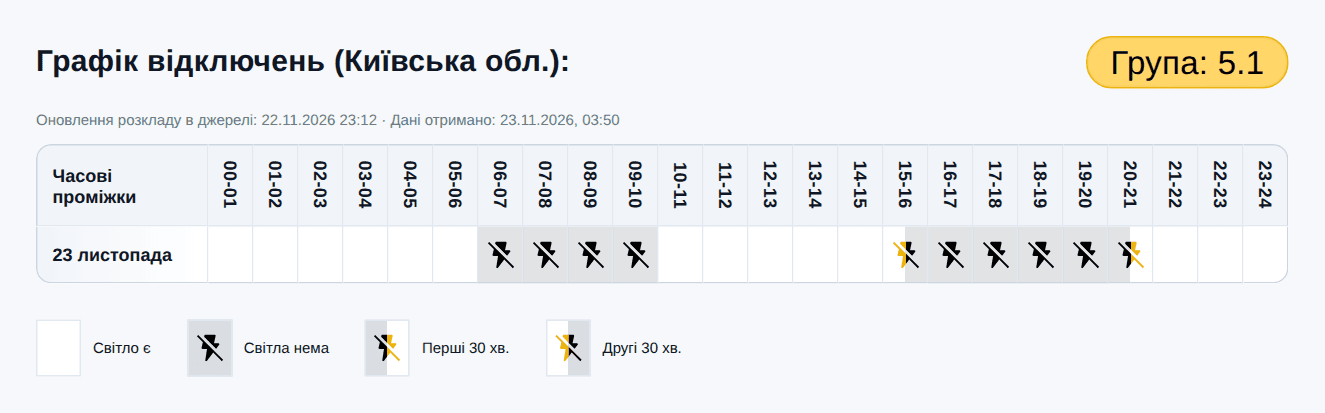 Графік відключень (Київська обл.):
Група: 5.1
Оновлення розкладу в джерелі: 22.11.2026 23:12 · Дані отримано: 23.11.2026, 03:50
Часові
проміжки
00-01
01-02
02-03
03-04
04-05
05-06
06-07
07-08
08-09
09-10
10-11
11-12
12-13
13-14
14-15
15-16
16-17
17-18
18-19
19-20
20-21
21-22
22-23
23-24
23 листопада
Світло є
Світла нема
Перші 30 хв.
Другі 30 хв.